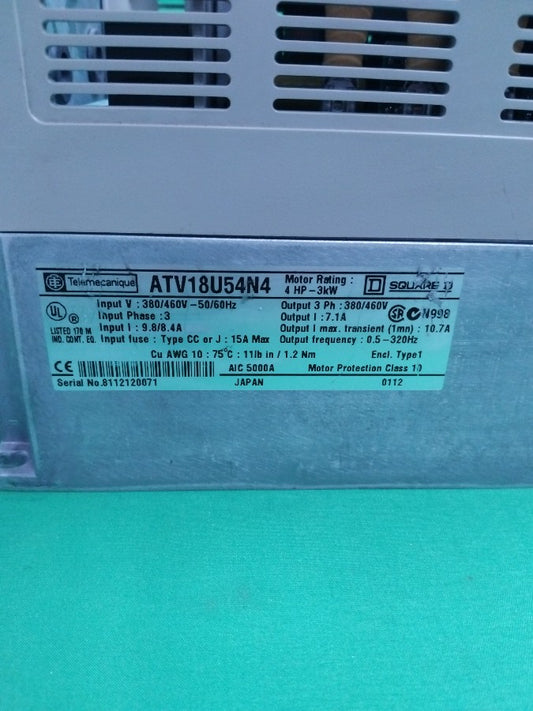 Telemecanique ATV18U54N4 Motor Rating : 4 HP-3kW SQUARE D
Input V : 380/460V-50/60Hz Output 3 Ph : 380/460V
Input Phase : 3 Output I : 7.1A
UL ® Input I : 9.8/8.4A Output I max. transient (1mn) : 10.7A N998
LISTED 170 M Input fuse : Type CC or J : 15A Max Output frequency : 0.5-320Hz
IND. CONT. EQ.
Cu AWG 10 : 75°C : 11lb in / 1.2 Nm Encl. Type1
CE AIC 5000A Motor Protection Class 10
Serial No.8112120671 JAPAN 0112